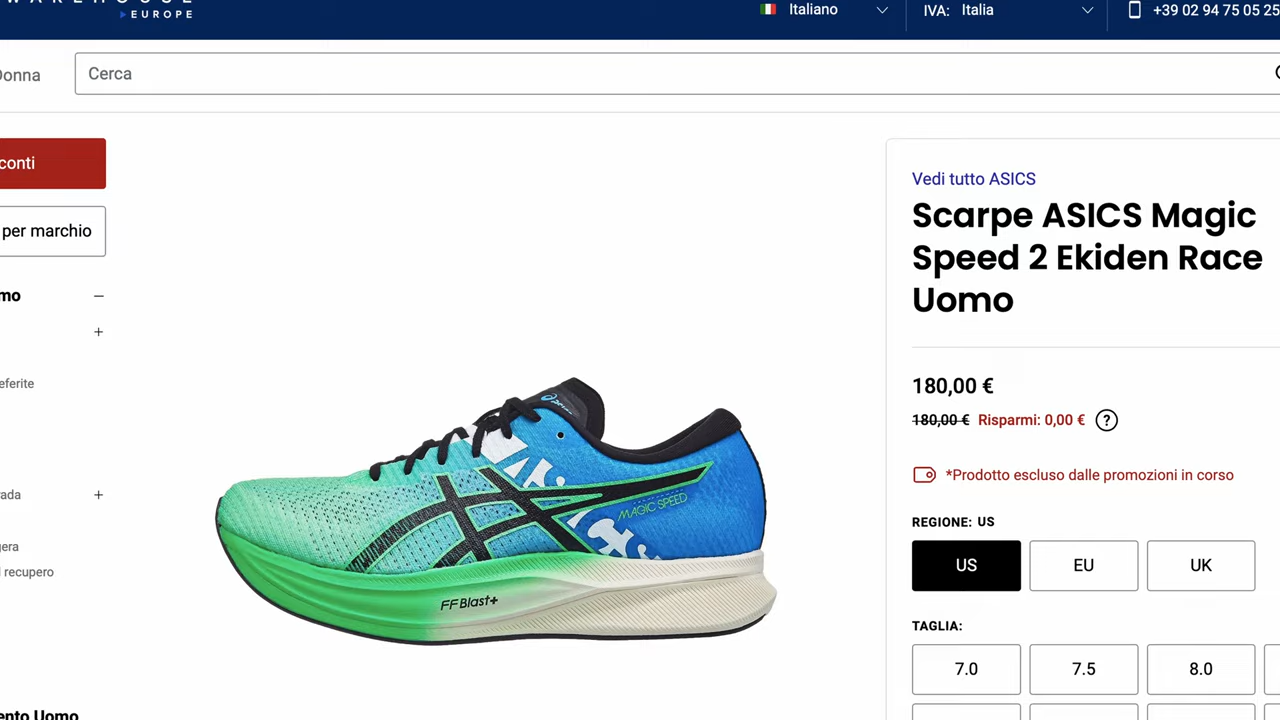 EUROPE
Italiano
IVA: Italia
+39 02 94 75 05 25
Donna
Cerca
conti
per marchio
mo
eferite
rada
gera
l recupero
ento Uomo
MAGIC SPEED
FF Blast+
Vedi tutto ASICS
Scarpe ASICS Magic
Speed 2 Ekiden Race
Uomo
180,00 €
180,00 € Risparmi: 0,00 € ?
*Prodotto escluso dalle promozioni in corso
REGIONE: US
US
EU
UK
TAGLIA:
7.0
7.5
8.0